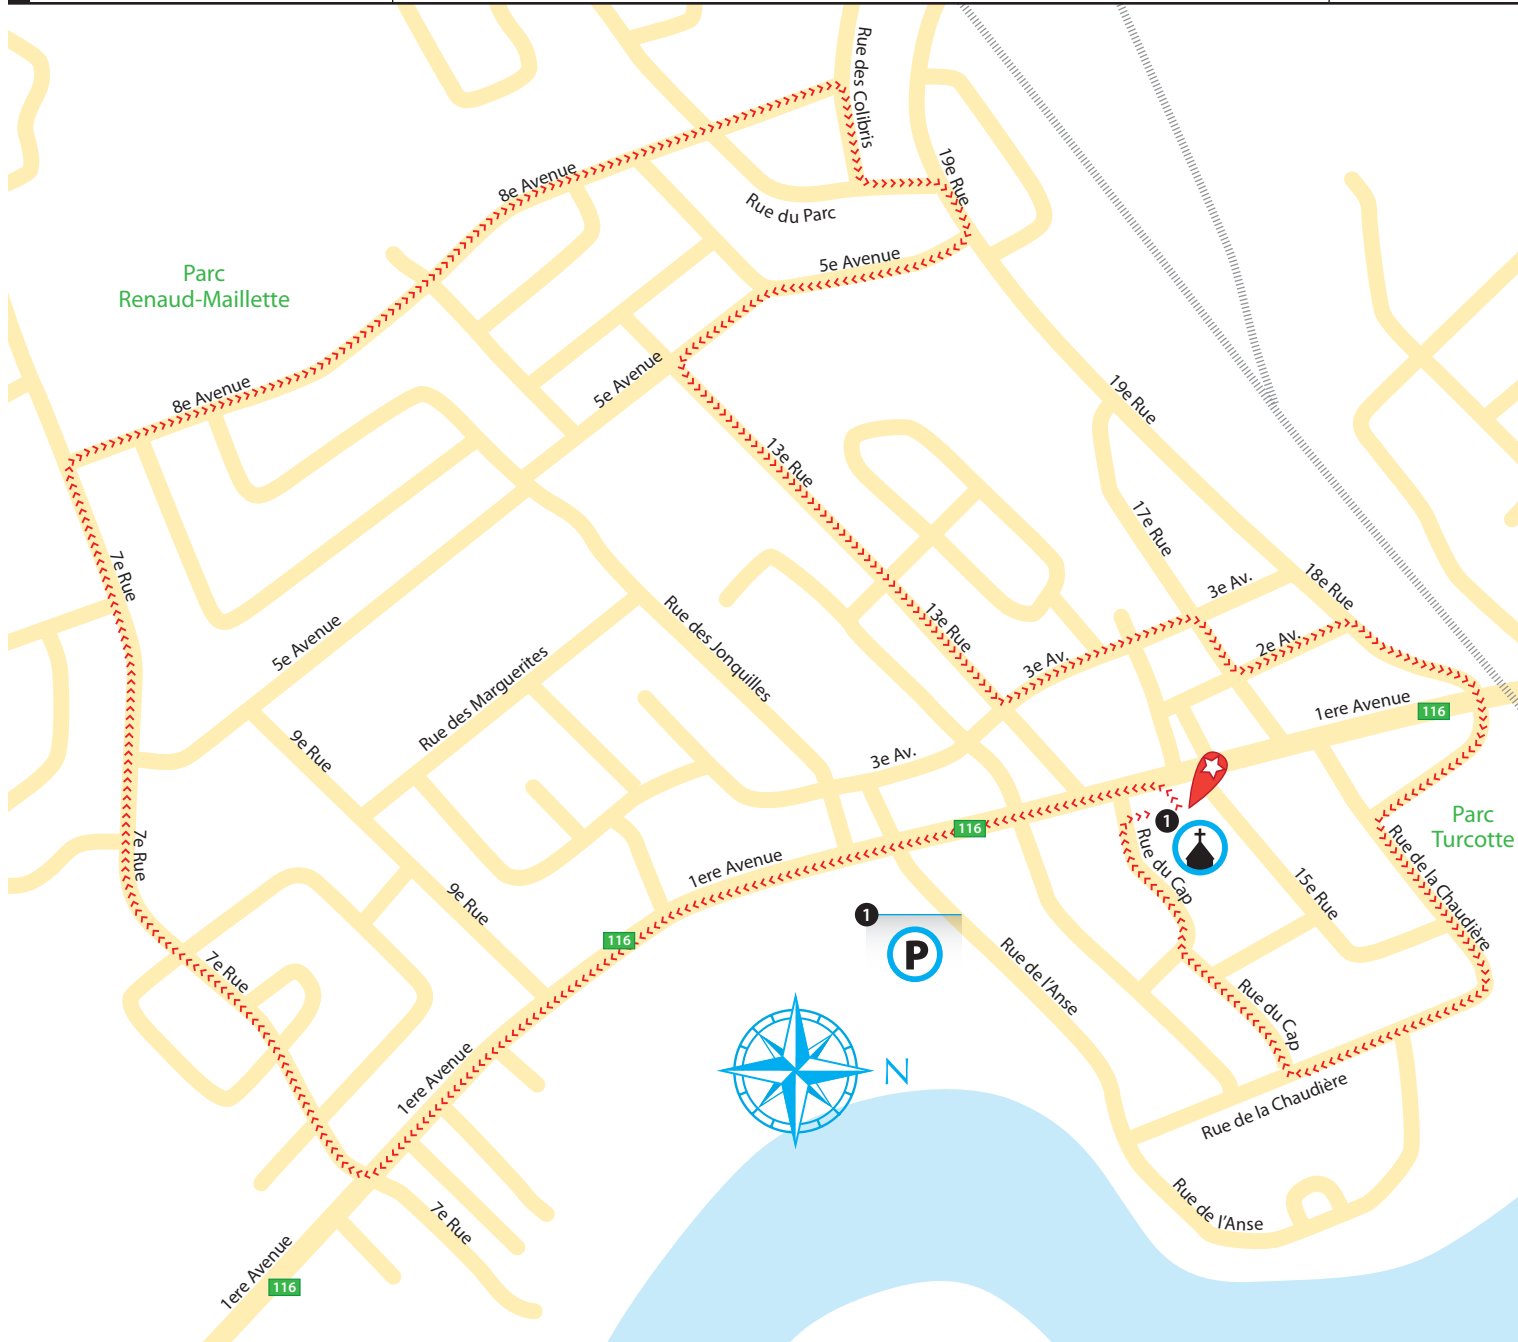 Rue des Colibris
19e Rue
8e Avenue
Rue du Parc
5e Avenue
Parc
Renaud-Maillette
8e Avenue
5e Avenue
19e Rue
13e Rue
17e Rue
7e Rue
3e Av.
18e Rue
13e Rue
Rue des Jonquilles
2e Av.
5e Avenue
3e Av.
Rue des Marguerites
1ere Avenue
116
9e Rue
3e Av.
Parc
Turcotte
116
1
Rue du Cap
Rue de la Chaudière
7e Rue
1ere Avenue
15e Rue
9e Rue
1
P
116
Rue de l'Anse
7e Rue
Rue du Cap
N
1ere Avenue
Rue de la Chaudière
Rue de l'Anse
7e Rue
1ere Avenue
116